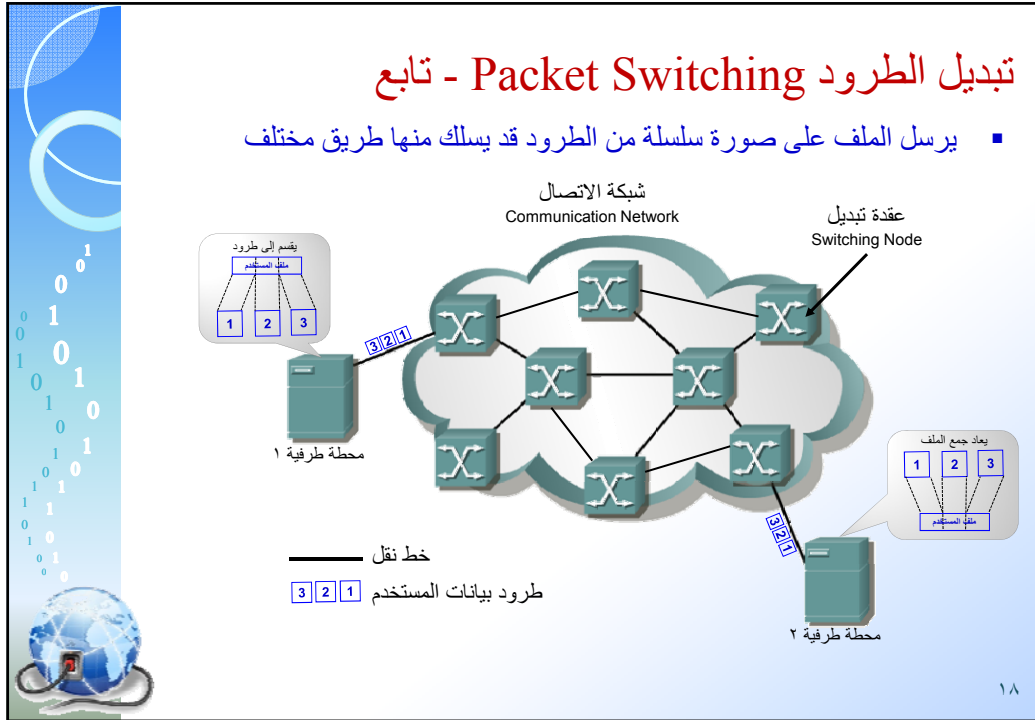 تبديل الطرود Packet Switching - تابع
▪ يرسل الملف على صورة سلسلة من الطرود قد يسلك منها طريق مختلف
شبكة الاتصال
Communication Network
عقدة تبديل
Switching Node
يقسم إلى طرود
ملف المستخدم
1 2 3
3 2 1
محطة طرفية ١
يعاد جمع الملف
1 2 3
ملف المستخدم
3 2 1
محطة طرفية ٢
خط نقل
طرود بيانات المستخدم 3 2 1
١٨